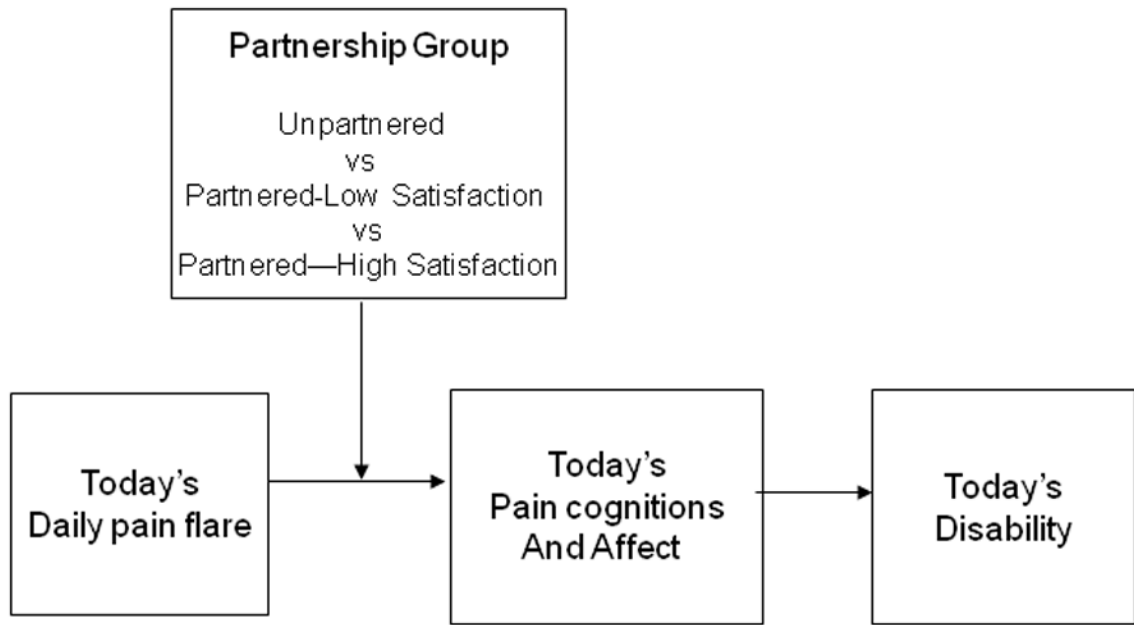 Partnership Group
Unpartnered
vs
Partnered-Low Satisfaction
vs
Partnered—High Satisfaction
Today’s
Daily pain flare
Today’s
Pain cognitions
And Affect
Today’s
Disability